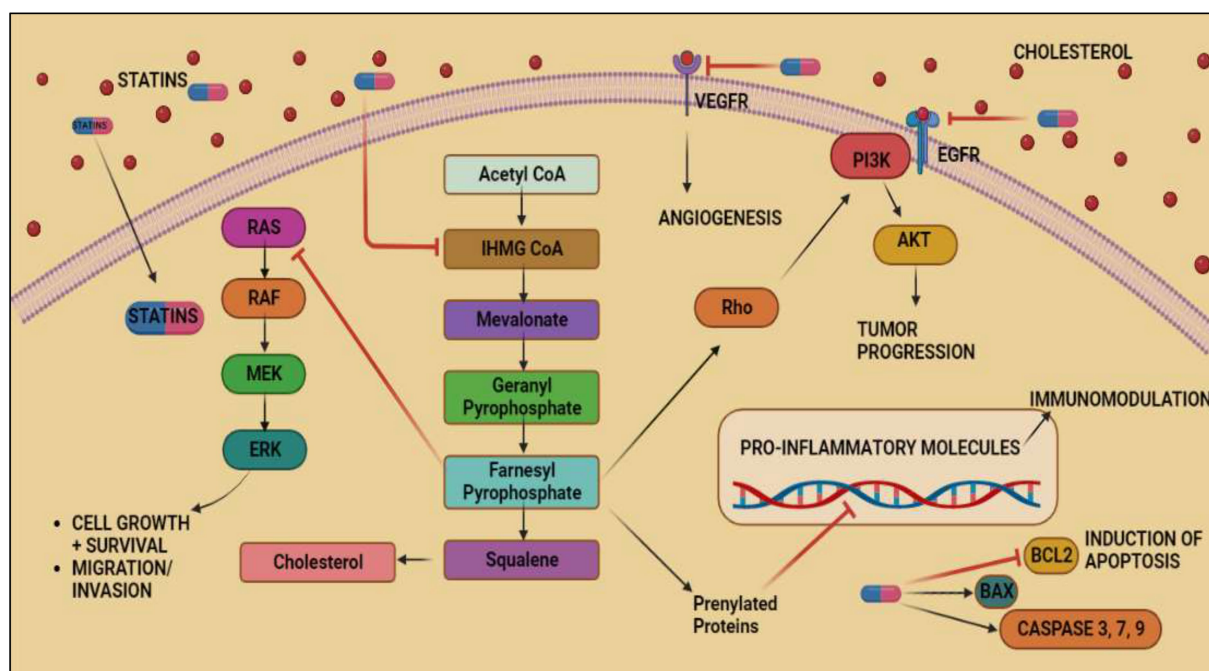 STATINS
STATINS
CHOLESTEROL
VEGFR
EGFR
PI3K
AKT
TUMOR
PROGRESSION
ANGIOGENESIS
Acetyl CoA
IHMG CoA
Mevalonate
Geranyl
Pyrophosphate
Farnesyl
Pyrophosphate
Squalene
Cholesterol
RAS
RAF
MEK
ERK
STATINS
• CELL GROWTH
+ SURVIVAL
• MIGRATION/
INVASION
Rho
IMMUNOMODULATION
PRO-INFLAMMATORY MOLECULES
Prenylated
Proteins
BCL2
INDUCTION OF
APOPTOSIS
BAX
CASPASE 3, 7, 9